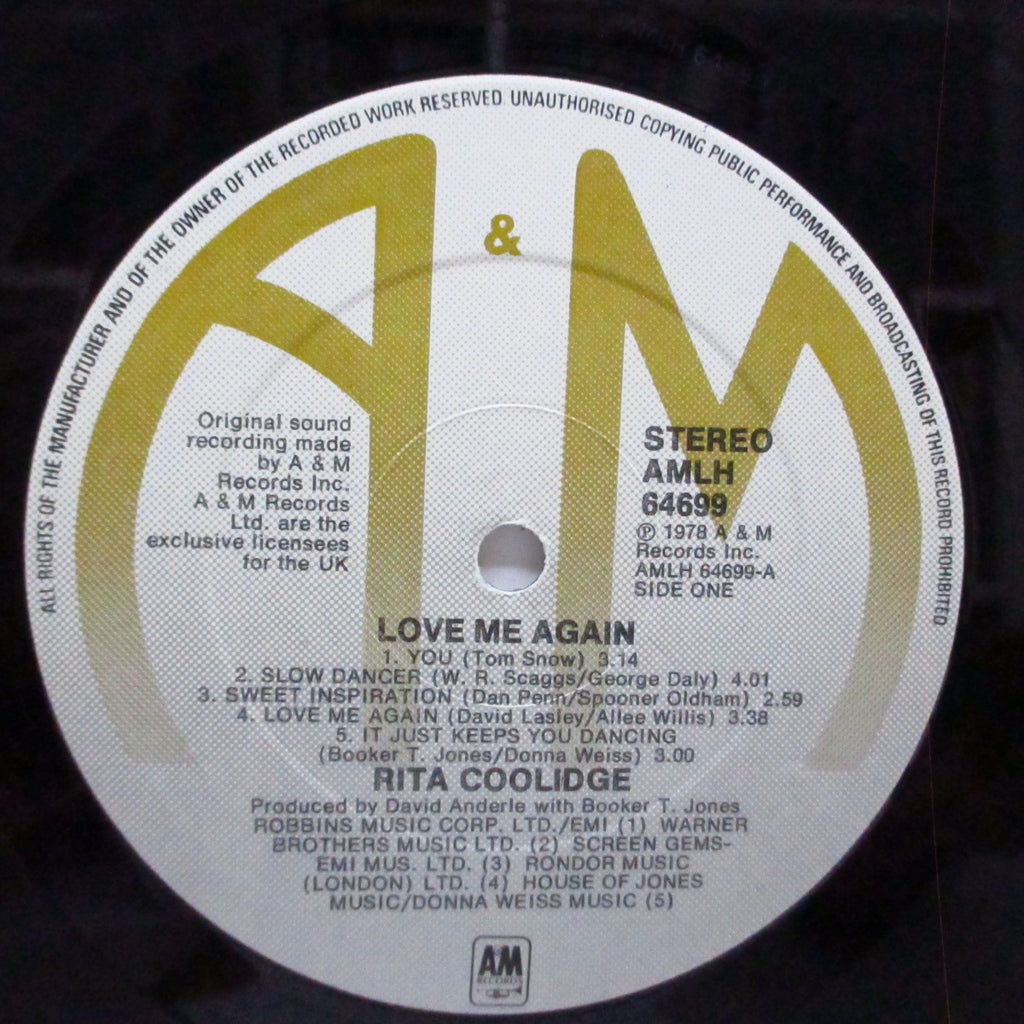 ALL RIGHTS OF THE MANUFACTURER AND OF THE OWNER OF THE RECORDED WORK RESERVED. UNAUTHORISED COPYING PUBLIC PERFORMANCE AND BROADCASTING OF THIS RECORD PROHIBITED
A & M
Original sound
recording made
by A & M
Records Inc.
A & M Records
Ltd. are the
exclusive licensees
for the UK
STEREO
AMLH
64699
℗ 1978 A & M
Records Inc.
AMLH 64699-A
SIDE ONE
LOVE ME AGAIN
1. YOU (Tom Snow) 3.14
2. SLOW DANCER (W. R. Scaggs/George Daly) 4.01
3. SWEET INSPIRATION (Dan Penn/Spooner Oldham) 2.59
4. LOVE ME AGAIN (David Lasley/Allee Willis) 3.38
5. IT JUST KEEPS YOU DANCING
(Booker T. Jones/Donna Weiss) 3.00
RITA COOLIDGE
Produced by David Anderle with Booker T. Jones
ROBBINS MUSIC CORP. LTD./EMI (1) WARNER
BROTHERS MUSIC LTD. (2) SCREEN GEMS-
EMI MUS. LTD. (3) RONDOR MUSIC
(LONDON) LTD. (4) HOUSE OF JONES
MUSIC/DONNA WEISS MUSIC (5)
AM
RECORDS